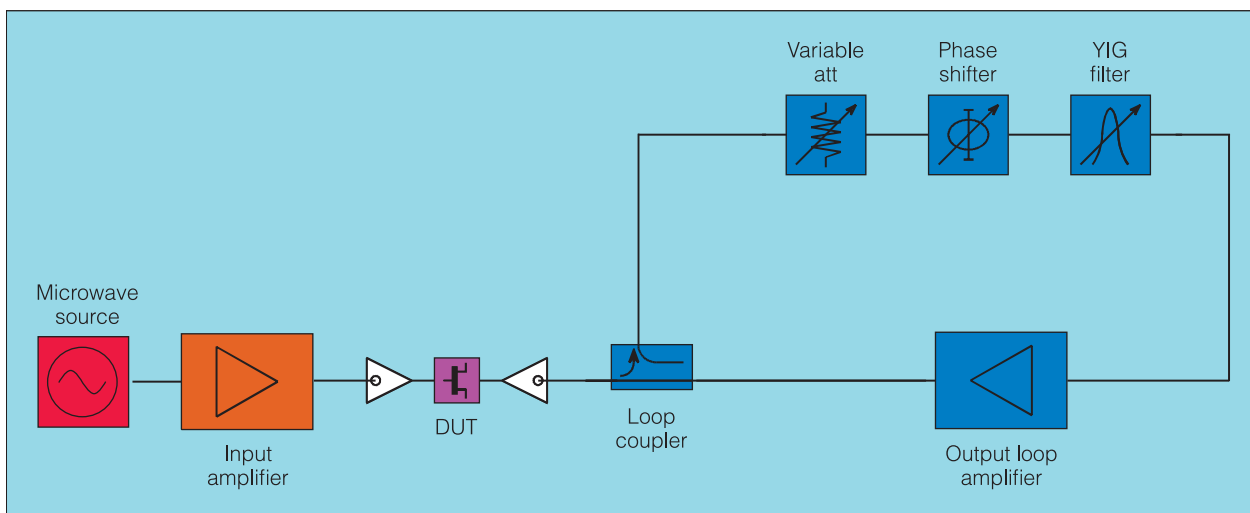 Variable
att
Phase
shifter
YIG
filter
Microwave
source
Input
amplifier
DUT
Loop
coupler
Output loop
amplifier